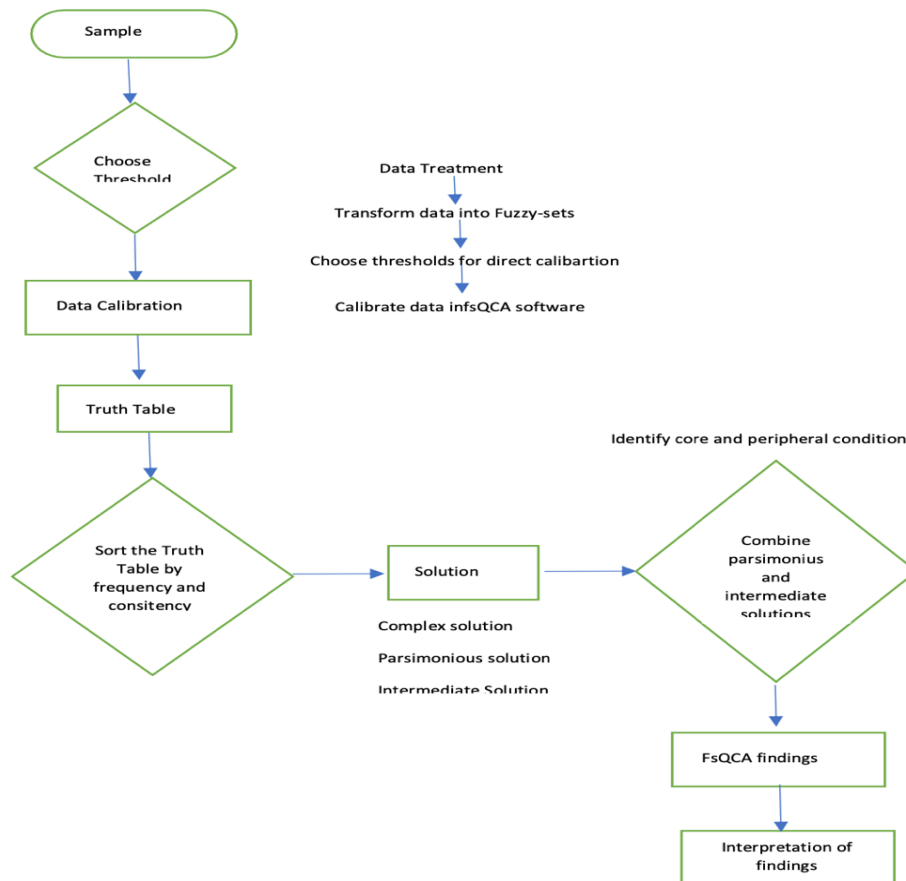 Sample
Choose
Threshold
Data Treatment
Transform data into Fuzzy-sets
Choose thresholds for direct calibartion
Calibrate data infsQCA software
Data Calibration
Truth Table
Sort the Truth
Table by
frequency and
consitency
Solution
Complex solution
Parsimonious solution
Intermediate Solution
Identify core and peripheral condition
Combine
parsimonius
and
intermediate
solutions
FsQCA findings
Interpretation of
findings